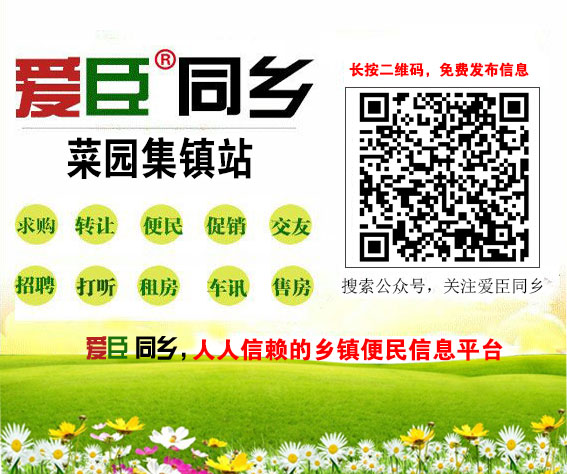 爱臣®同乡
菜园集镇站
求购 转让 便民 促销 交友
招聘 打听 租房 车讯 售房
长按二维码，免费发布信息
搜索公众号，关注爱臣同乡
爱臣同乡，人人信赖的乡镇便民信息平台